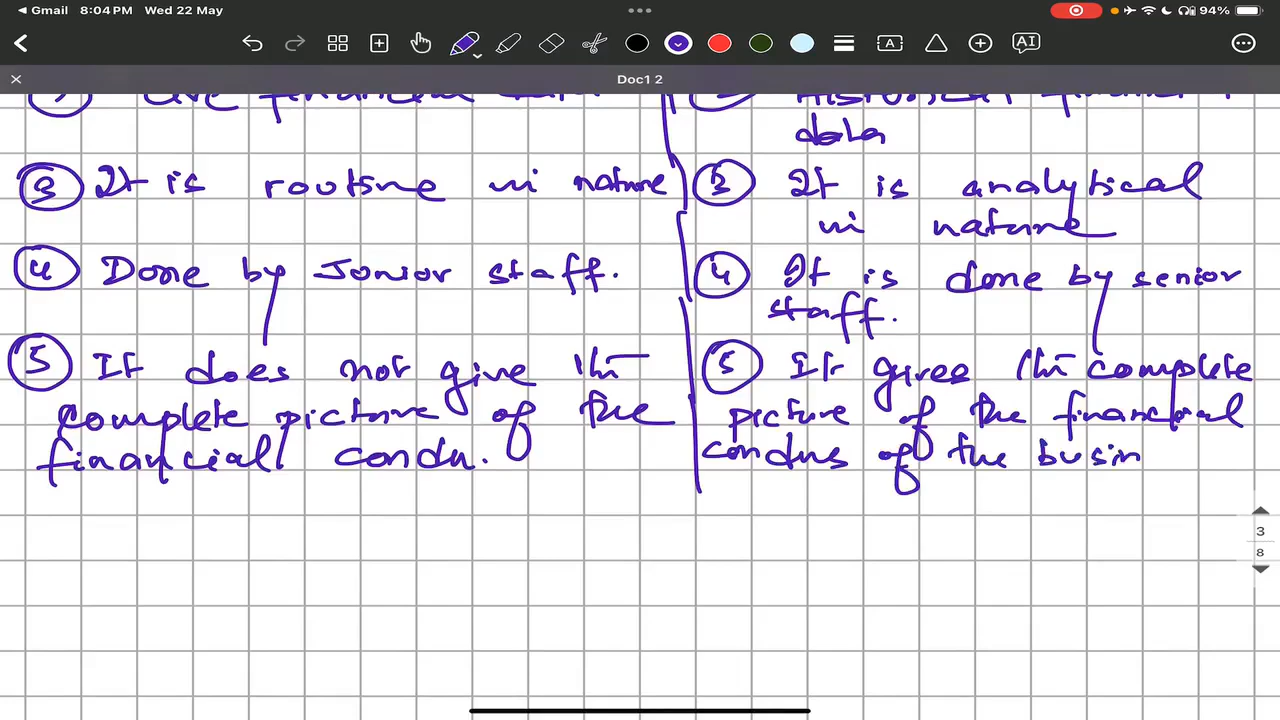 Gmail 8:04 PM Wed 22 May 94%
Doc1 2
financial
data
3 It is routine in nature
3 It is analytical
in nature
4 Done by Junior staff.
4 It is done by senior
staff.
5 It does not give the
complete picture of the
financial condn.
5 It gives the complete
picture of the financial
of the busin
A
AI
3
8